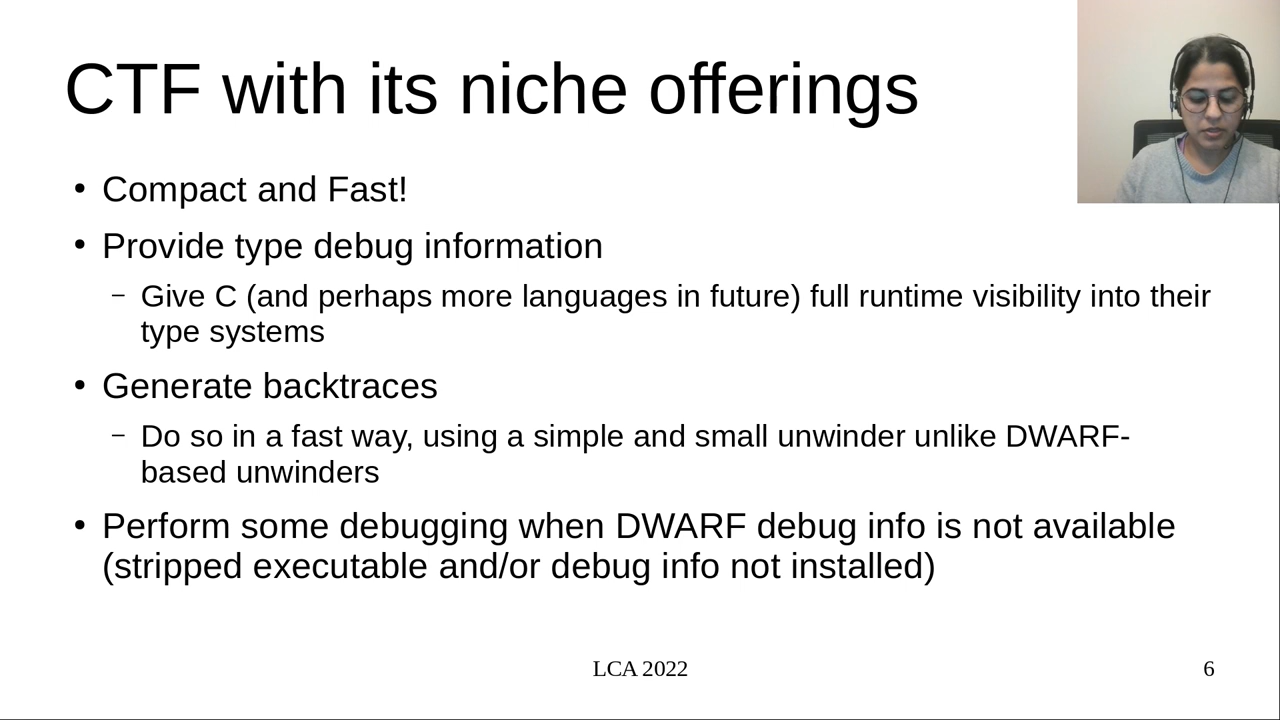 CTF with its niche offerings
• Compact and Fast!
• Provide type debug information
– Give C (and perhaps more languages in future) full runtime visibility into their
type systems
• Generate backtraces
– Do so in a fast way, using a simple and small unwinder unlike DWARF-
based unwinders
• Perform some debugging when DWARF debug info is not available
(stripped executable and/or debug info not installed)
LCA 2022
6